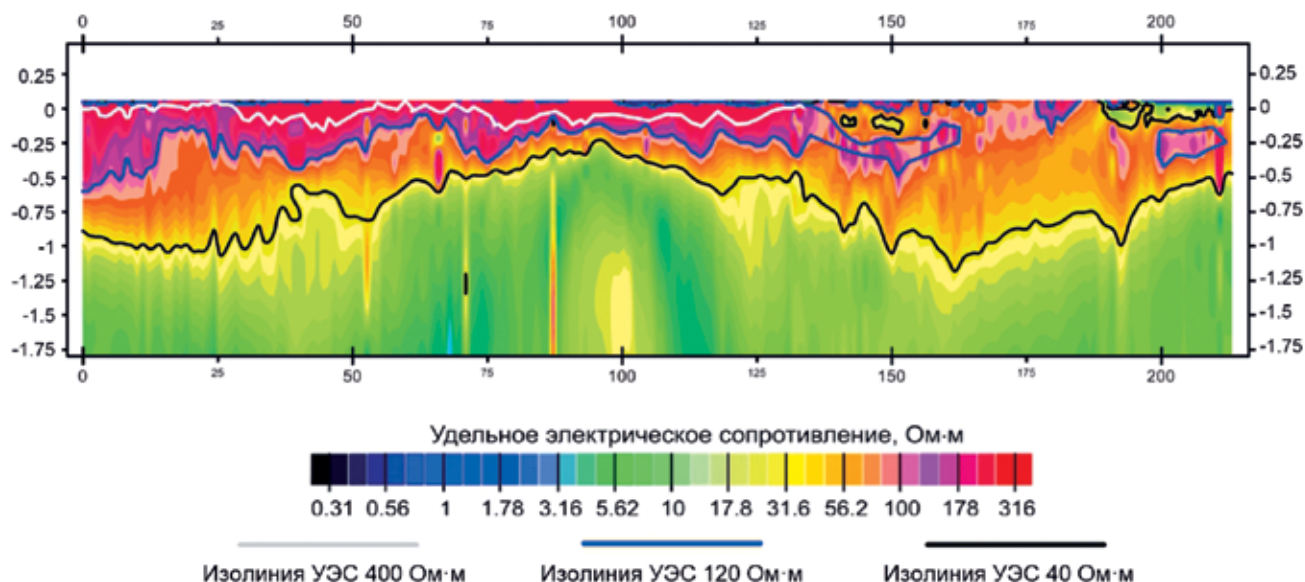 0 25 50 75 100 125 150 175 200
0.25 0.25
0 0
-0.25 -0.25
-0.5 -0.5
-0.75 -0.75
-1 -1
-1.25 -1.25
-1.5 -1.5
-1.75 -1.75
0 25 50 75 100 125 150 175 200
Удельное электрическое сопротивление, Ом·м
0.31 0.56 1 1.78 3.16 5.62 10 17.8 31.6 56.2 100 178 316
Изолиния УЭС 400 Ом·м Изолиния УЭС 120 Ом·м Изолиния УЭС 40 Ом·м